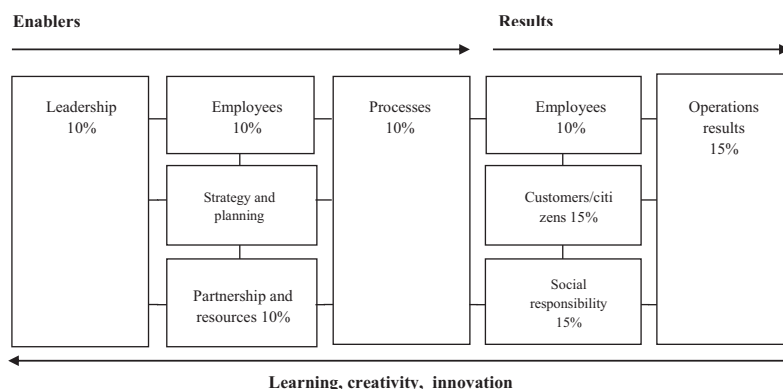 Enablers
Results
Leadership
10%
Employees
10%
Processes
10%
Employees
10%
Operations
results
15%
Strategy and
planning
Customers/citi
zens 15%
Partnership and
resources 10%
Social
responsibility
15%
Learning, creativity, innovation